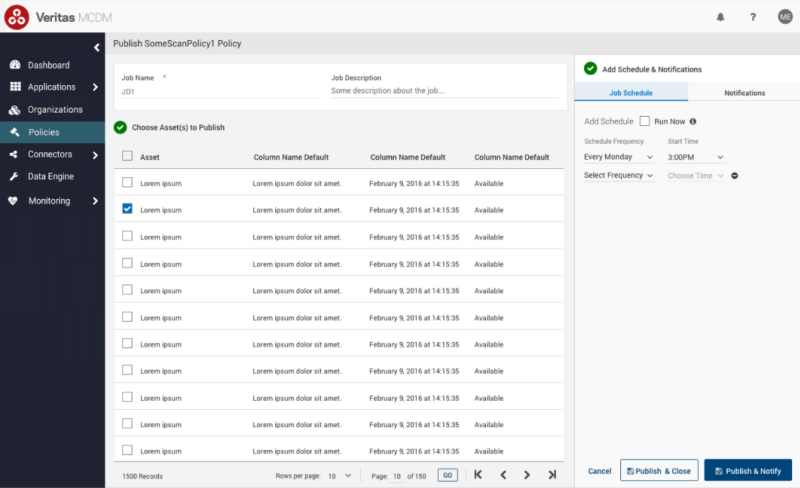 Veritas MCDM
?
ME
Dashboard
Applications
Organizations
Policies
Connectors
Data Engine
Monitoring
Publish SomeScanPolicy1 Policy
Job Name *
JD1
Job Description
Some description about the job....
Choose Asset(s) to Publish
Asset Column Name Default Column Name Default Column Name Default
Lorem ipsum Lorem ipsum dolor sit amet. February 9, 2016 at 14:15:35 Available
Lorem ipsum Lorem ipsum dolor sit amet. February 9, 2016 at 14:15:35 Available
Lorem ipsum Lorem ipsum dolor sit amet. February 9, 2016 at 14:15:35 Available
Lorem ipsum Lorem ipsum dolor sit amet. February 9, 2016 at 14:15:35 Available
Lorem ipsum Lorem ipsum dolor sit amet. February 9, 2016 at 14:15:35 Available
Lorem ipsum Lorem ipsum dolor sit amet. February 9, 2016 at 14:15:35 Available
Lorem ipsum Lorem ipsum dolor sit amet. February 9, 2016 at 14:15:35 Available
Lorem ipsum Lorem ipsum dolor sit amet. February 9, 2016 at 14:15:35 Available
Lorem ipsum Lorem ipsum dolor sit amet. February 9, 2016 at 14:15:35 Available
Lorem ipsum Lorem ipsum dolor sit amet. February 9, 2016 at 14:15:35 Available
Lorem ipsum Lorem ipsum dolor sit amet. February 9, 2016 at 14:15:35 Available
1500 Records Rows per page: 10 Page: 10 of 150 GO
Add Schedule & Notifications
Job Schedule Notifications
Add Schedule Run Now
Schedule Frequency Start Time
Every Monday 3:00PM
Select Frequency Choose Time
Cancel Publish & Close Publish & Notify